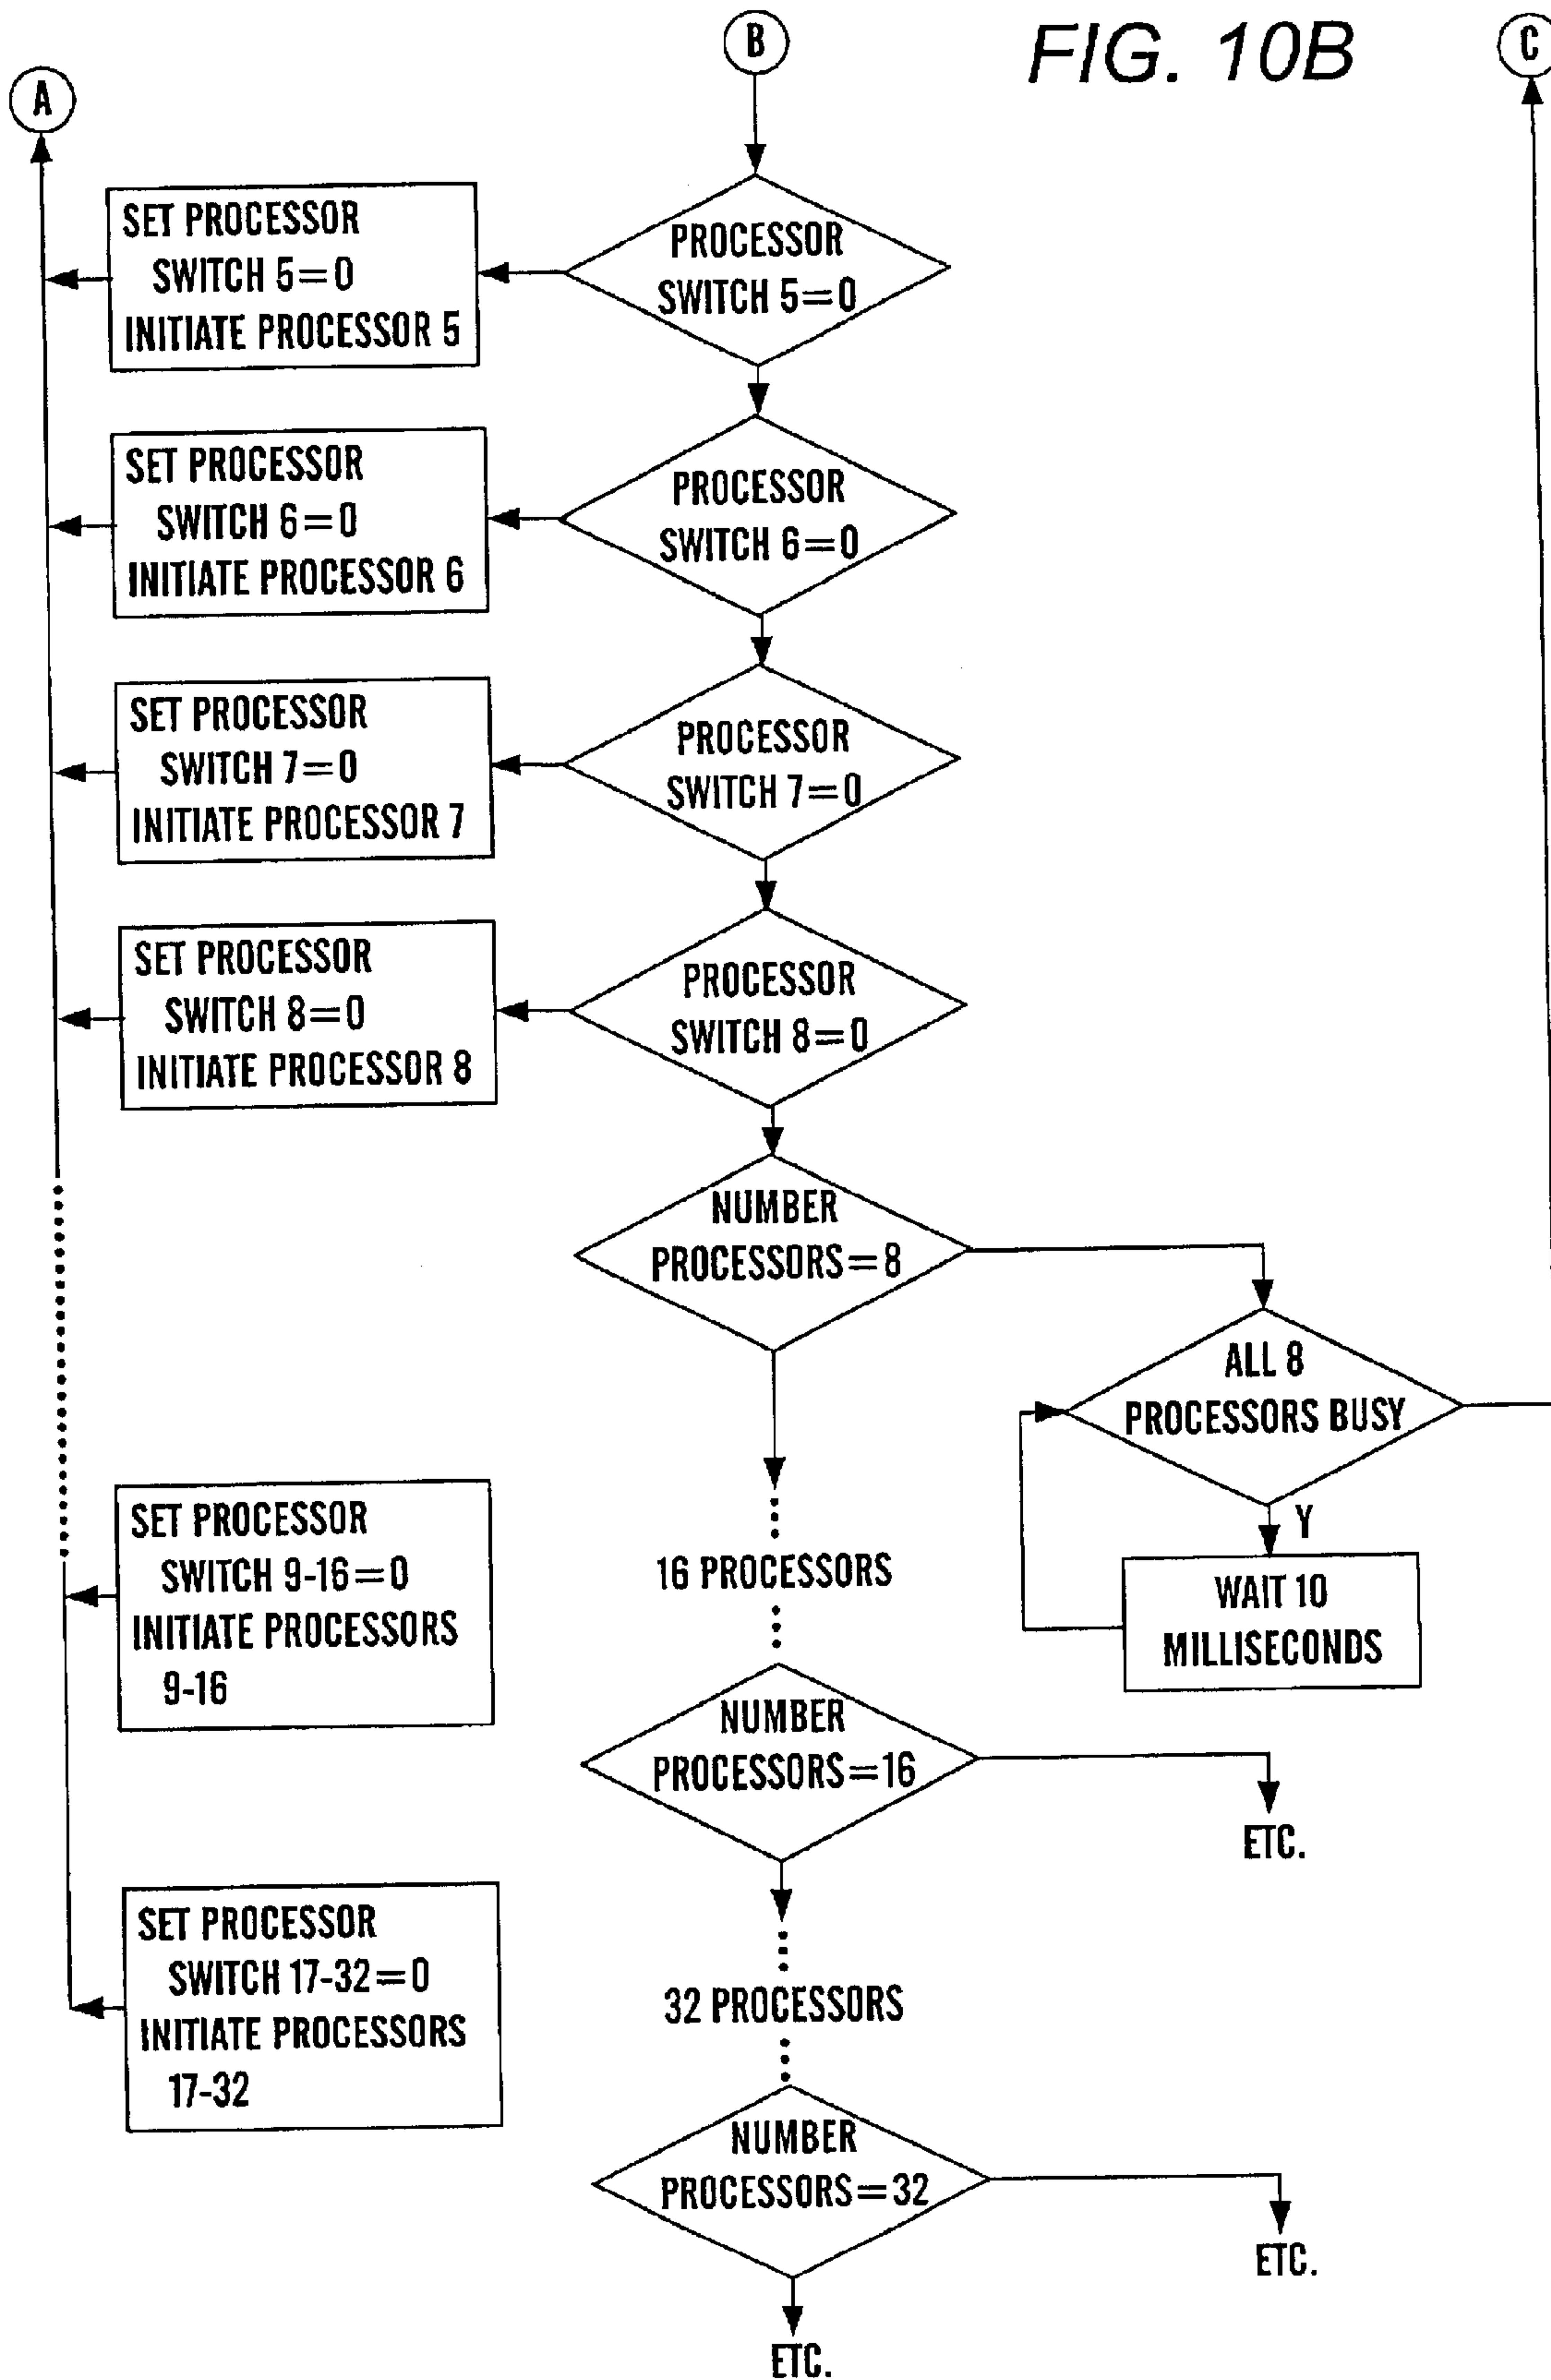 FIG. 10B
A
B
C
PROCESSOR
SWITCH 5=0
SET PROCESSOR
SWITCH 5=0
INITIATE PROCESSOR 5
PROCESSOR
SWITCH 6=0
SET PROCESSOR
SWITCH 6=0
INITIATE PROCESSOR 6
PROCESSOR
SWITCH 7=0
SET PROCESSOR
SWITCH 7=0
INITIATE PROCESSOR 7
PROCESSOR
SWITCH 8=0
SET PROCESSOR
SWITCH 8=0
INITIATE PROCESSOR 8
NUMBER
PROCESSORS=8
ALL 8
PROCESSORS BUSY
Y
WAIT 10
MILLISECONDS
SET PROCESSOR
SWITCH 9-16=0
INITIATE PROCESSORS
9-16
16 PROCESSORS
NUMBER
PROCESSORS=16
ETC.
SET PROCESSOR
SWITCH 17-32=0
INITIATE PROCESSORS
17-32
32 PROCESSORS
NUMBER
PROCESSORS=32
ETC.
ETC.